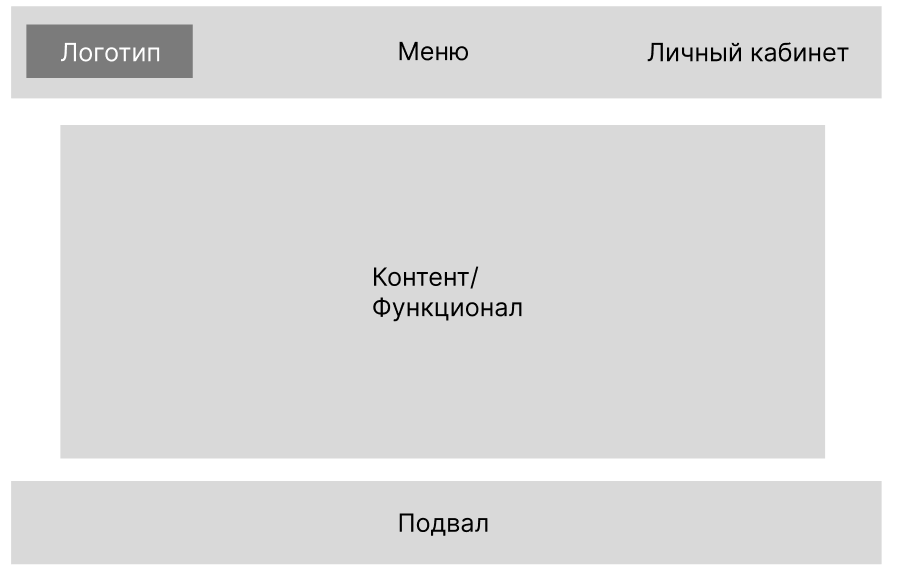 Логотип
Меню
Личный кабинет
Контент/
Функционал
Подвал